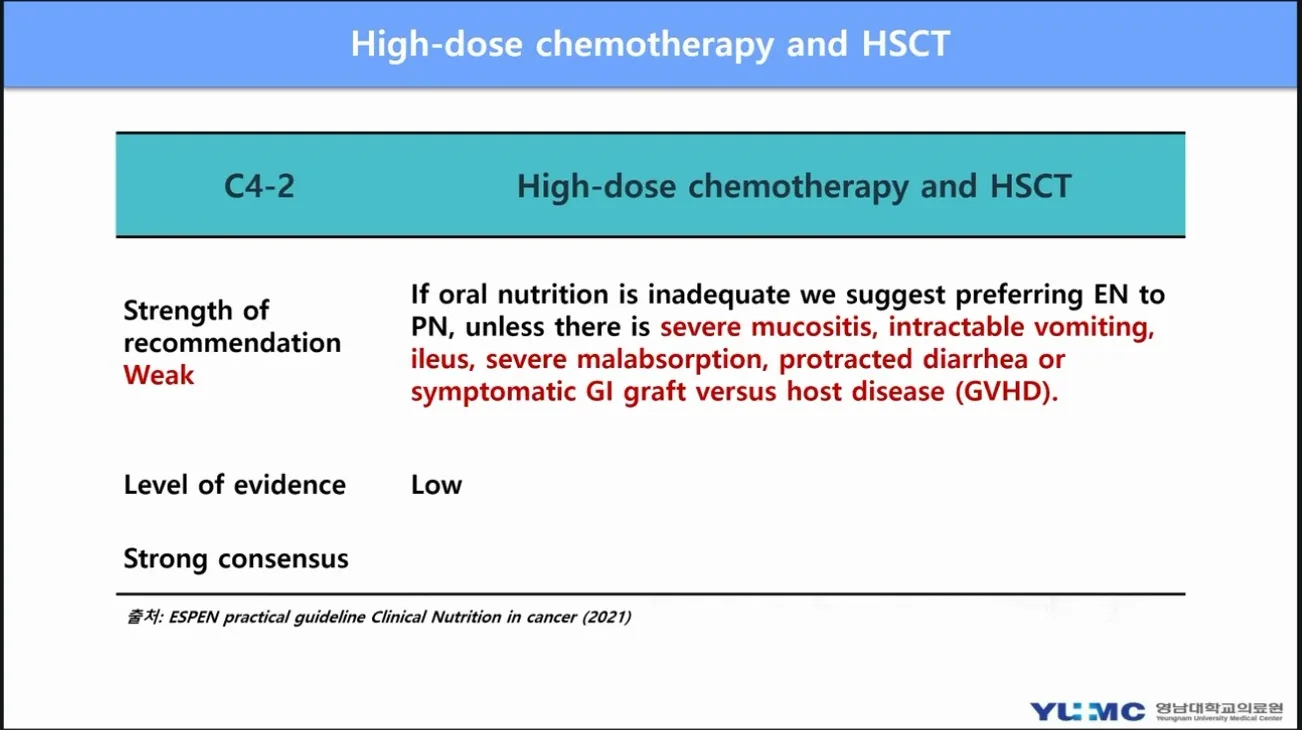 High-dose chemotherapy and HSCT
C4-2
High-dose chemotherapy and HSCT
Strength of
recommendation
Weak
If oral nutrition is inadequate we suggest preferring EN to
PN, unless there is severe mucositis, intractable vomiting,
ileus, severe malabsorption, protracted diarrhea or
symptomatic GI graft versus host disease (GVHD).
Level of evidence
Low
Strong consensus
출처: ESPEN practical guideline Clinical Nutrition in cancer (2021)
YUMC 영남대학교의료원
Yeungnam University Medical Center